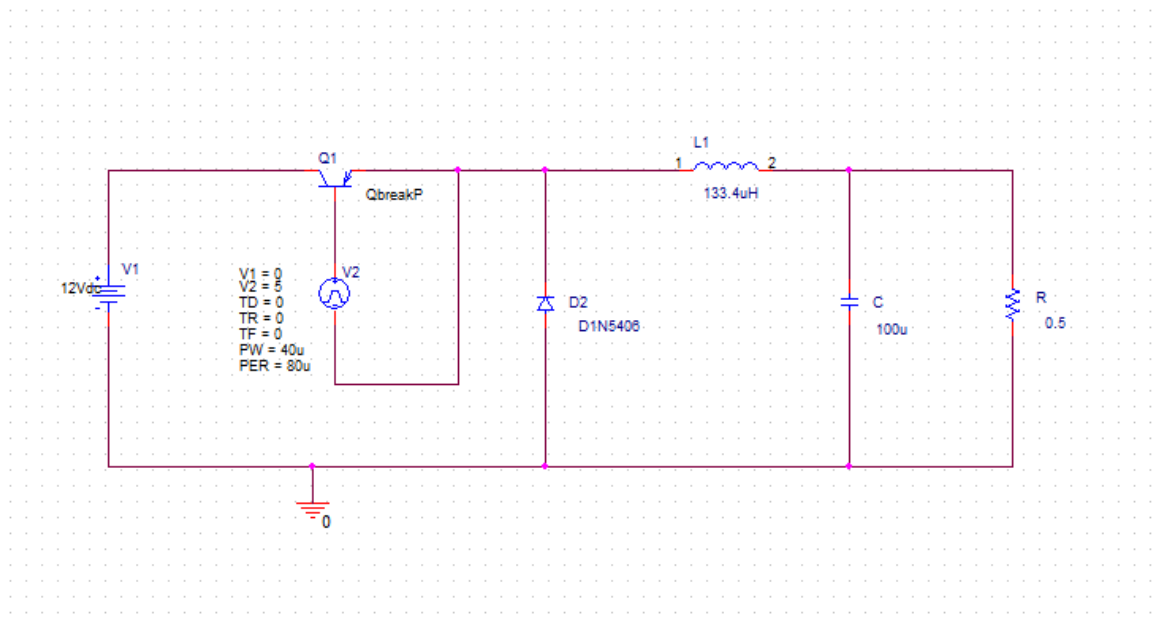 L1
Q1
1
2
QbreakP
133.4uH
V1
12Vdc
V2
V1 = 0
V2 = 5
TD = 0
TR = 0
TF = 0
PW = 40u
PER = 80u
D2
D1N5406
C
100u
R
0.5
0